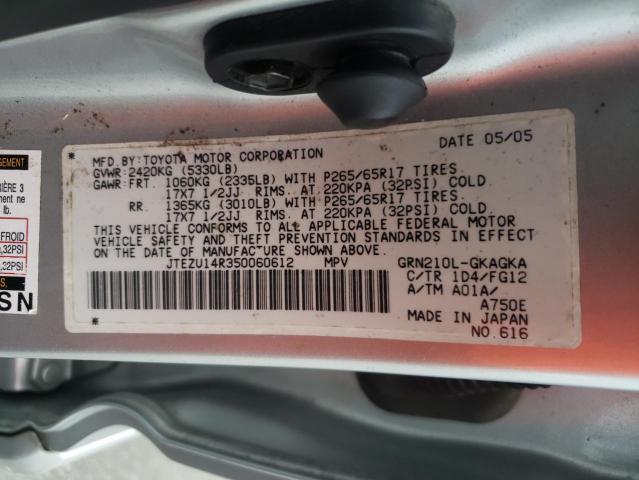 DATE 05/05
MFD. BY: TOYOTA MOTOR CORPORATION
GVWR: 2420KG (5330LB)
GAWR: FRT. 1060KG (2335LB) WITH P265/65R17 TIRES
17X7 1/2JJ RIMS. AT 220KPA (32PSI) COLD
RR. 1365KG (3010LB) WITH P265/65R17 TIRES
17X7 1/2JJ RIMS. AT 220KPA (32PSI) COLD
THIS VEHICLE CONFORMS TO ALL APPLICABLE FEDERAL MOTOR
VEHICLE SAFETY AND THEFT PREVENTION STANDARDS IN EFFECT
ON THE DATE OF MANUFACTURE SHOWN ABOVE.
JTEZU14R350060612 MPV GRN210L-GKAGKA
C/TR 1D4/FG12
A/TM A01A/
A750E
MADE IN JAPAN
NO.616
IÈRE 3
ment ne
lb.
FROID
32PSI
32PSI
SN